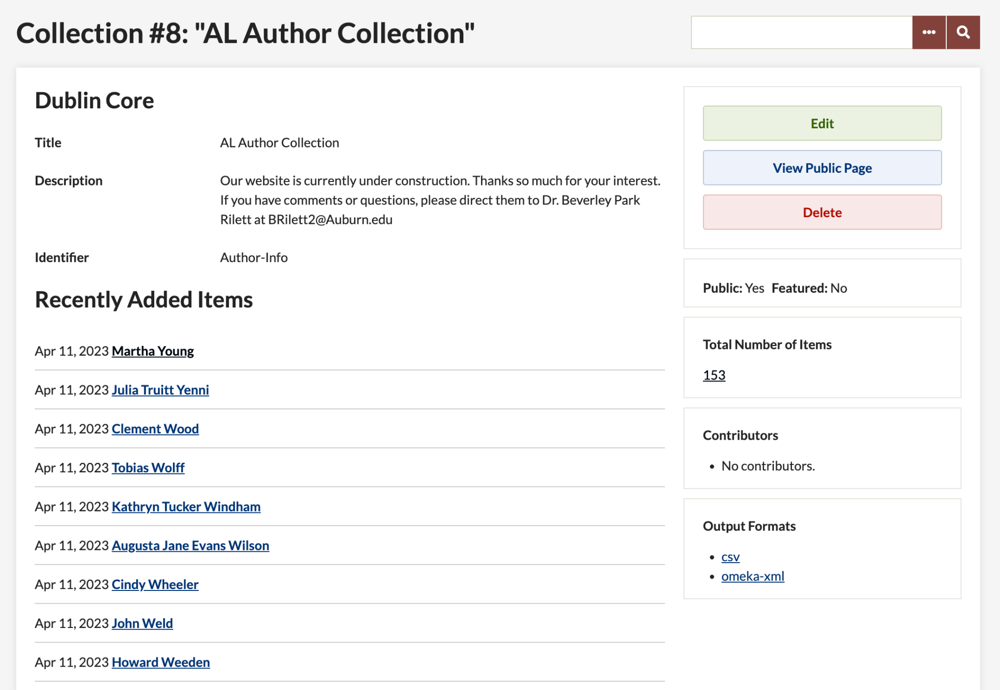 Collection #8: "AL Author Collection"
Dublin Core
Title
AL Author Collection
Description
Our website is currently under construction. Thanks so much for your interest.
If you have comments or questions, please direct them to Dr. Beverley Park
Rilett at BRilett2@Auburn.edu
Identifier
Author-Info
Recently Added Items
Apr 11, 2023 Martha Young
Apr 11, 2023 Julia Truitt Yenni
Apr 11, 2023 Clement Wood
Apr 11, 2023 Tobias Wolff
Apr 11, 2023 Kathryn Tucker Windham
Apr 11, 2023 Augusta Jane Evans Wilson
Apr 11, 2023 Cindy Wheeler
Apr 11, 2023 John Weld
Apr 11, 2023 Howard Weeden
Edit
View Public Page
Delete
Public: Yes Featured: No
Total Number of Items
153
Contributors
• No contributors.
Output Formats
• csv
• omeka-xml